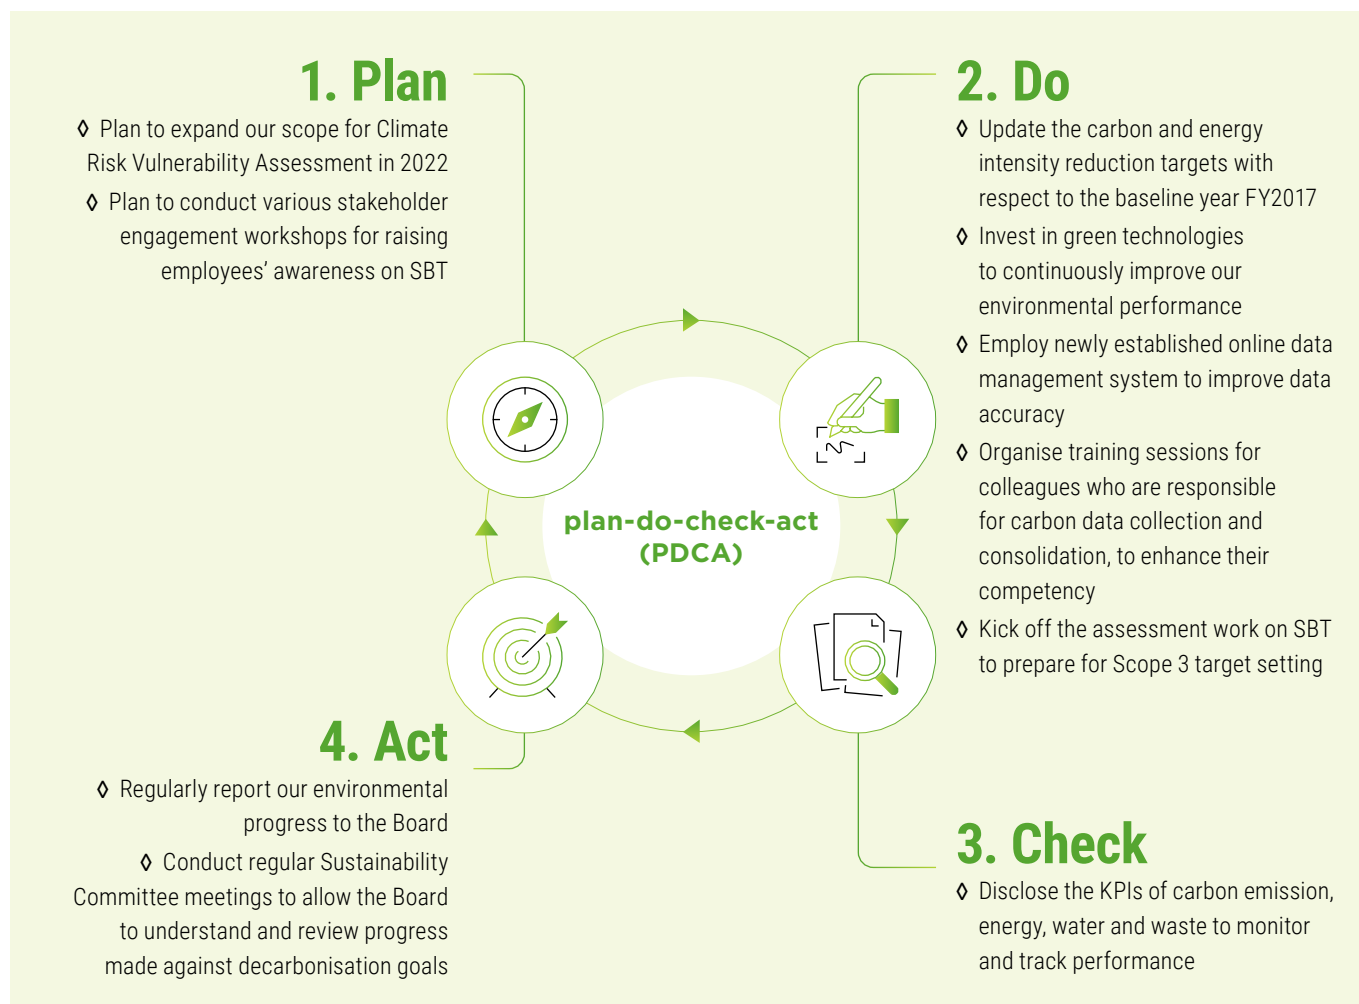 1. Plan
◊ Plan to expand our scope for Climate
Risk Vulnerability Assessment in 2022
◊ Plan to conduct various stakeholder
engagement workshops for raising
employees’ awareness on SBT
2. Do
◊ Update the carbon and energy
intensity reduction targets with
respect to the baseline year FY2017
◊ Invest in green technologies
to continuously improve our
environmental performance
◊ Employ newly established online data
management system to improve data
accuracy
◊ Organise training sessions for
colleagues who are responsible
for carbon data collection and
consolidation, to enhance their
competency
◊ Kick off the assessment work on SBT
to prepare for Scope 3 target setting
plan-do-check-act
(PDCA)
3. Check
◊ Disclose the KPIs of carbon emission,
energy, water and waste to monitor
and track performance
4. Act
◊ Regularly report our environmental
progress to the Board
◊ Conduct regular Sustainability
Committee meetings to allow the Board
to understand and review progress
made against decarbonisation goals